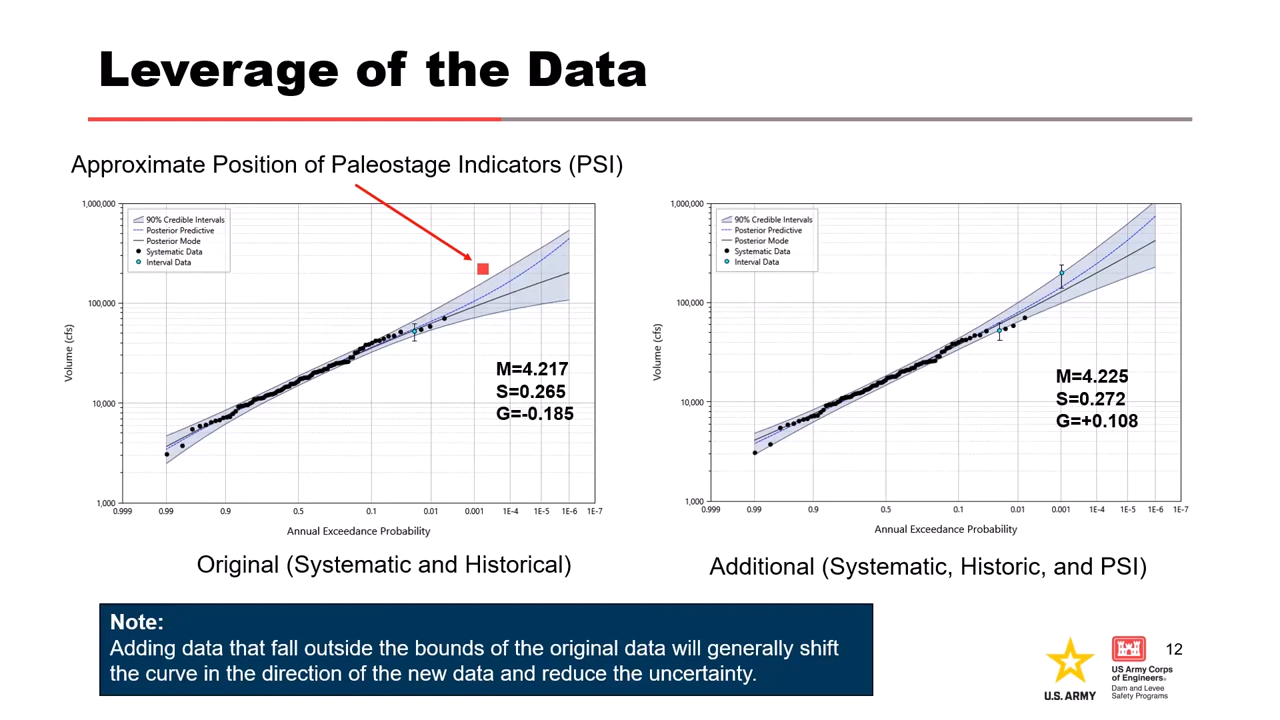 Leverage of the Data
Approximate Position of Paleostage Indicators (PSI)
1,000,000
100,000
10,000
1,000
Volume (cfs)
90% Credible Intervals
Posterior Predictive
Posterior Mode
Systematic Data
Interval Data
M=4.217
S=0.265
G=-0.185
0.999 0.99 0.9 0.5 0.1 0.01 0.001 1E-4 1E-5 1E-6 1E-7
Annual Exceedance Probability
Original (Systematic and Historical)
1,000,000
100,000
10,000
1,000
Volume (cfs)
90% Credible Intervals
Posterior Predictive
Posterior Mode
Systematic Data
Interval Data
M=4.225
S=0.272
G=+0.108
0.999 0.99 0.9 0.5 0.1 0.01 0.001 1E-4 1E-5 1E-6 1E-7
Annual Exceedance Probability
Additional (Systematic, Historic, and PSI)
Note:
Adding data that fall outside the bounds of the original data will generally shift
the curve in the direction of the new data and reduce the uncertainty.
U.S. ARMY
US Army Corps
of Engineers®
Dam and Levee
Safety Programs
12